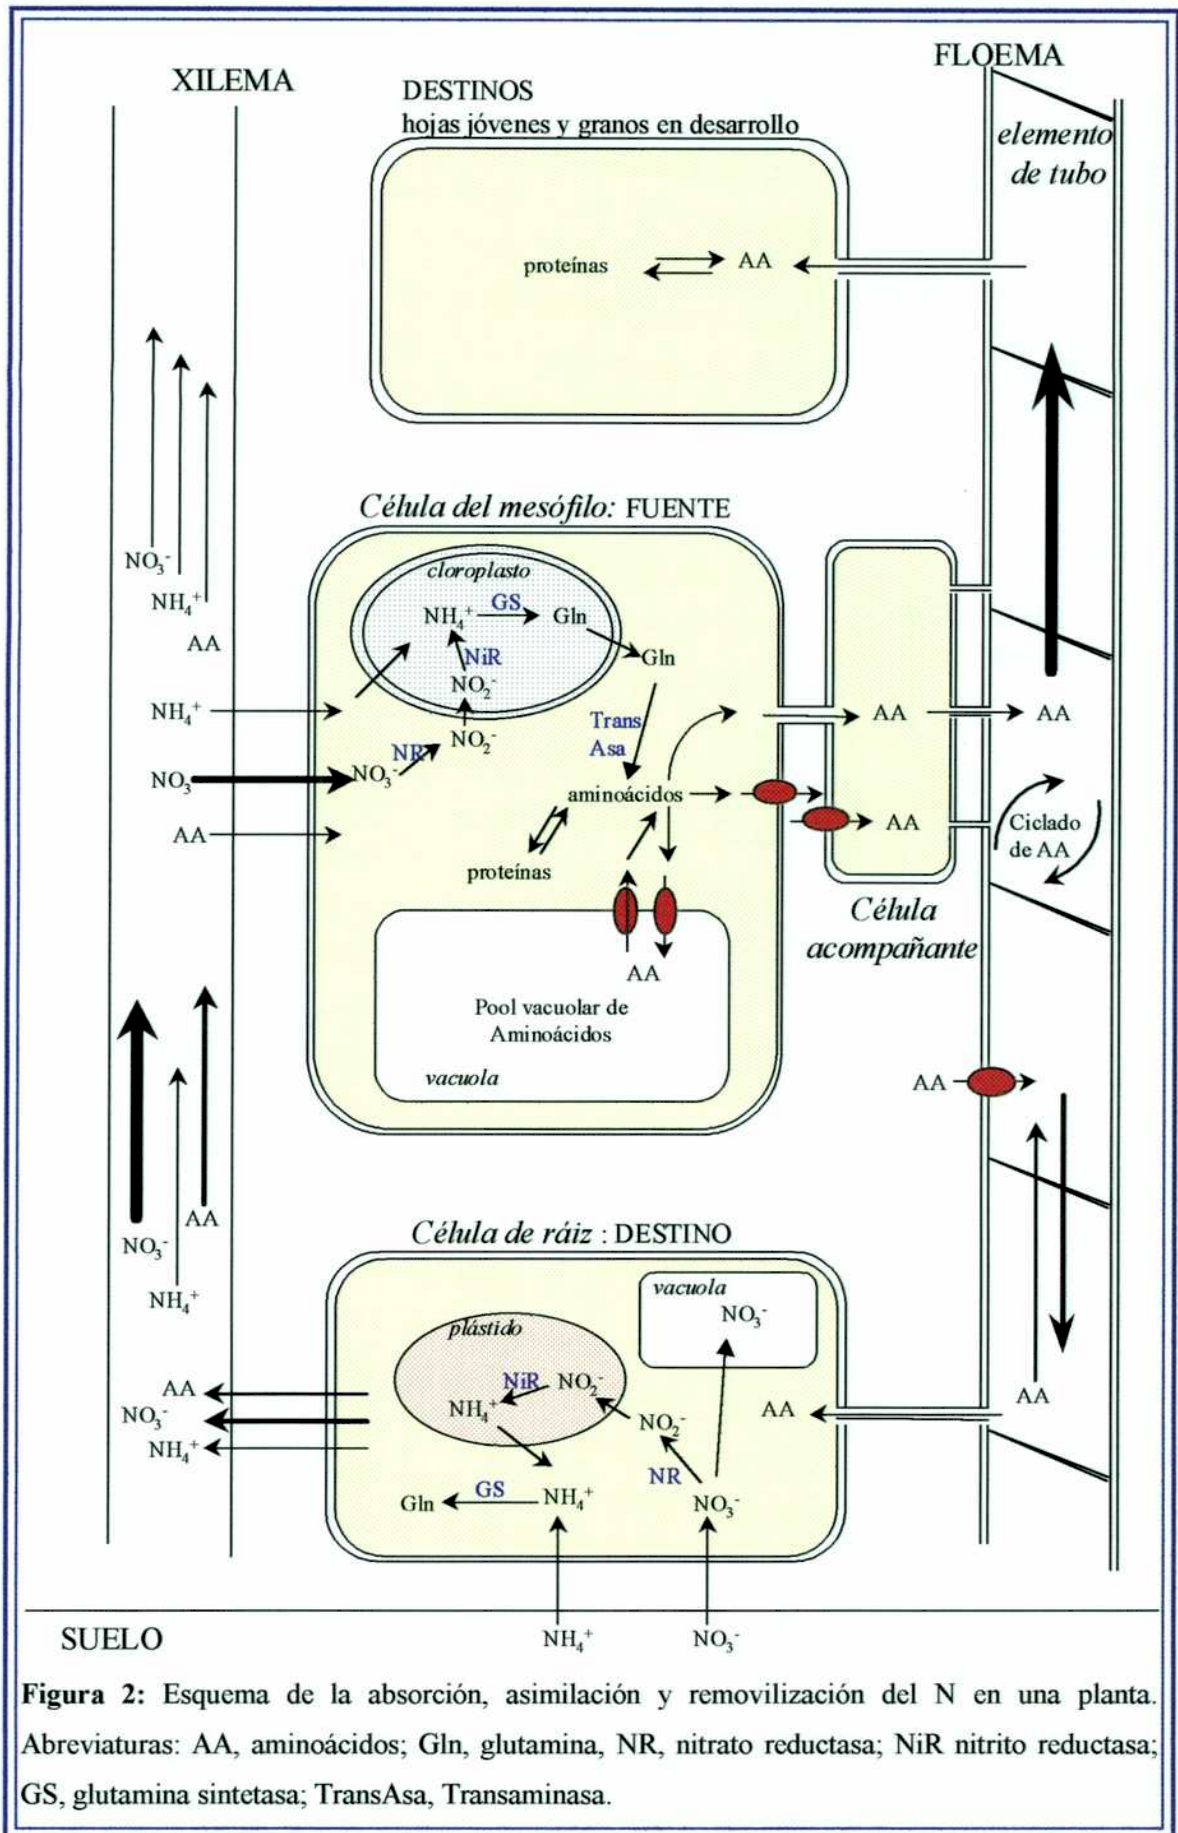 XILEMA
FLOEMA
DESTINOS
hojas jóvenes y granos en desarrollo
elemento
de tubo
proteínas
AA
Célula del mesófilo: FUENTE
cloroplasto
NH₄⁺
GS
Gln
NiR
NO₂⁻
Gln
NO₃⁻
NH₄⁺
AA
NH₄⁺
NO₃
AA
NR
NO₃⁻
NO₂⁻
Trans
Asa
aminoácidos
proteínas
AA
Pool vacuolar de
Aminoácidos
vacuola
AA
AA
AA
Ciclado
de AA
Célula
acompañante
AA
AA
NO₃⁻
NH₄⁺
Célula de ráiz : DESTINO
vacuola
NO₃⁻
plástido
NiR
NO₂⁻
NH₄⁺
NO₂⁻
AA
AA
AA
NO₃⁻
NH₄⁺
NR
Gln
GS
NH₄⁺
NO₃⁻
SUELO
NH₄⁺
NO₃⁻
Figura 2: Esquema de la absorción, asimilación y removilización del N en una planta.
Abreviaturas: AA, aminoácidos; Gln, glutamina, NR, nitrato reductasa; NiR nitrito reductasa;
GS, glutamina sintetasa; TransAsa, Transaminasa.